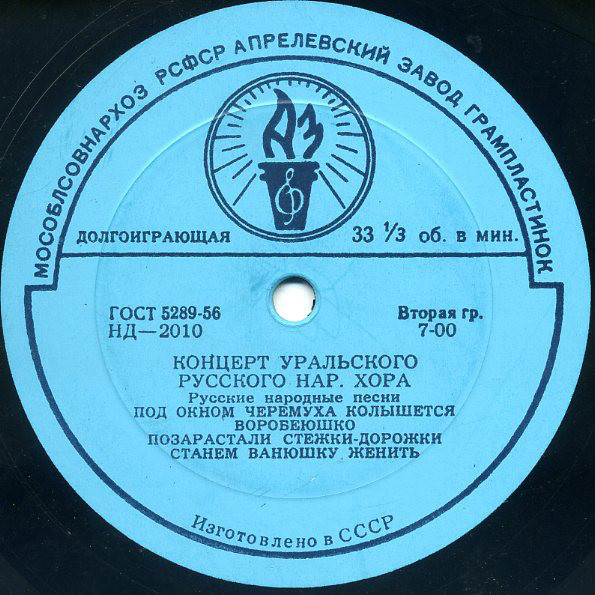 МОСОБЛСОВНАРХОЗ РСФСР АПРЕЛЕВСКИЙ ЗАВОД ГРАМПЛАСТИНОК
АЗ
ДОЛГОИГРАЮЩАЯ 33 1/3 об. в мин.
ГОСТ 5289-56 Вторая гр.
НД—2010 7-00
КОНЦЕРТ УРАЛЬСКОГО
РУССКОГО НАР. ХОРА
Русские народные песни
ПОД ОКНОМ ЧЕРЕМУХА КОЛЫШЕТСЯ
ВОРОБЕЮШКО
ПОЗАРАСТАЛИ СТЕЖКИ-ДОРОЖКИ
СТАНЕМ ВАНЮШКУ ЖЕНИТЬ
Изготовлено в СССР